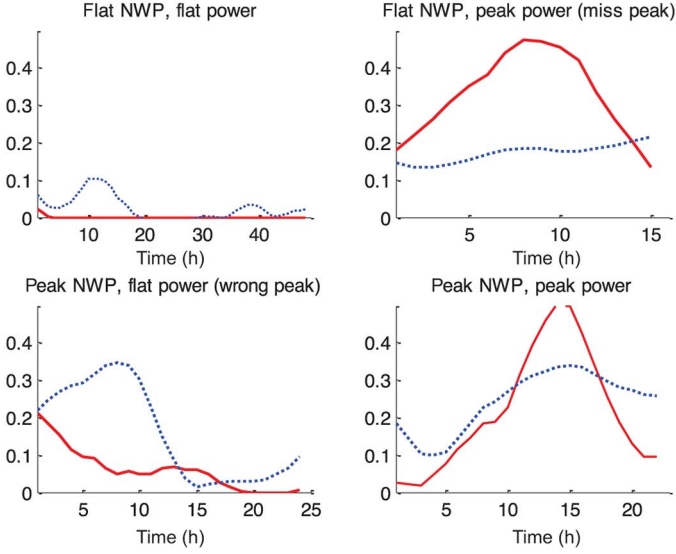 Flat NWP, flat power
0.4
0.3
0.2
0.1
0
10 20 30 40
Time (h)
Flat NWP, peak power (miss peak)
0.4
0.3
0.2
0.1
0
5 10 15
Time (h)
Peak NWP, flat power (wrong peak)
0.4
0.3
0.2
0.1
0
5 10 15 20 25
Time (h)
Peak NWP, peak power
0.4
0.3
0.2
0.1
0
5 10 15 20
Time (h)